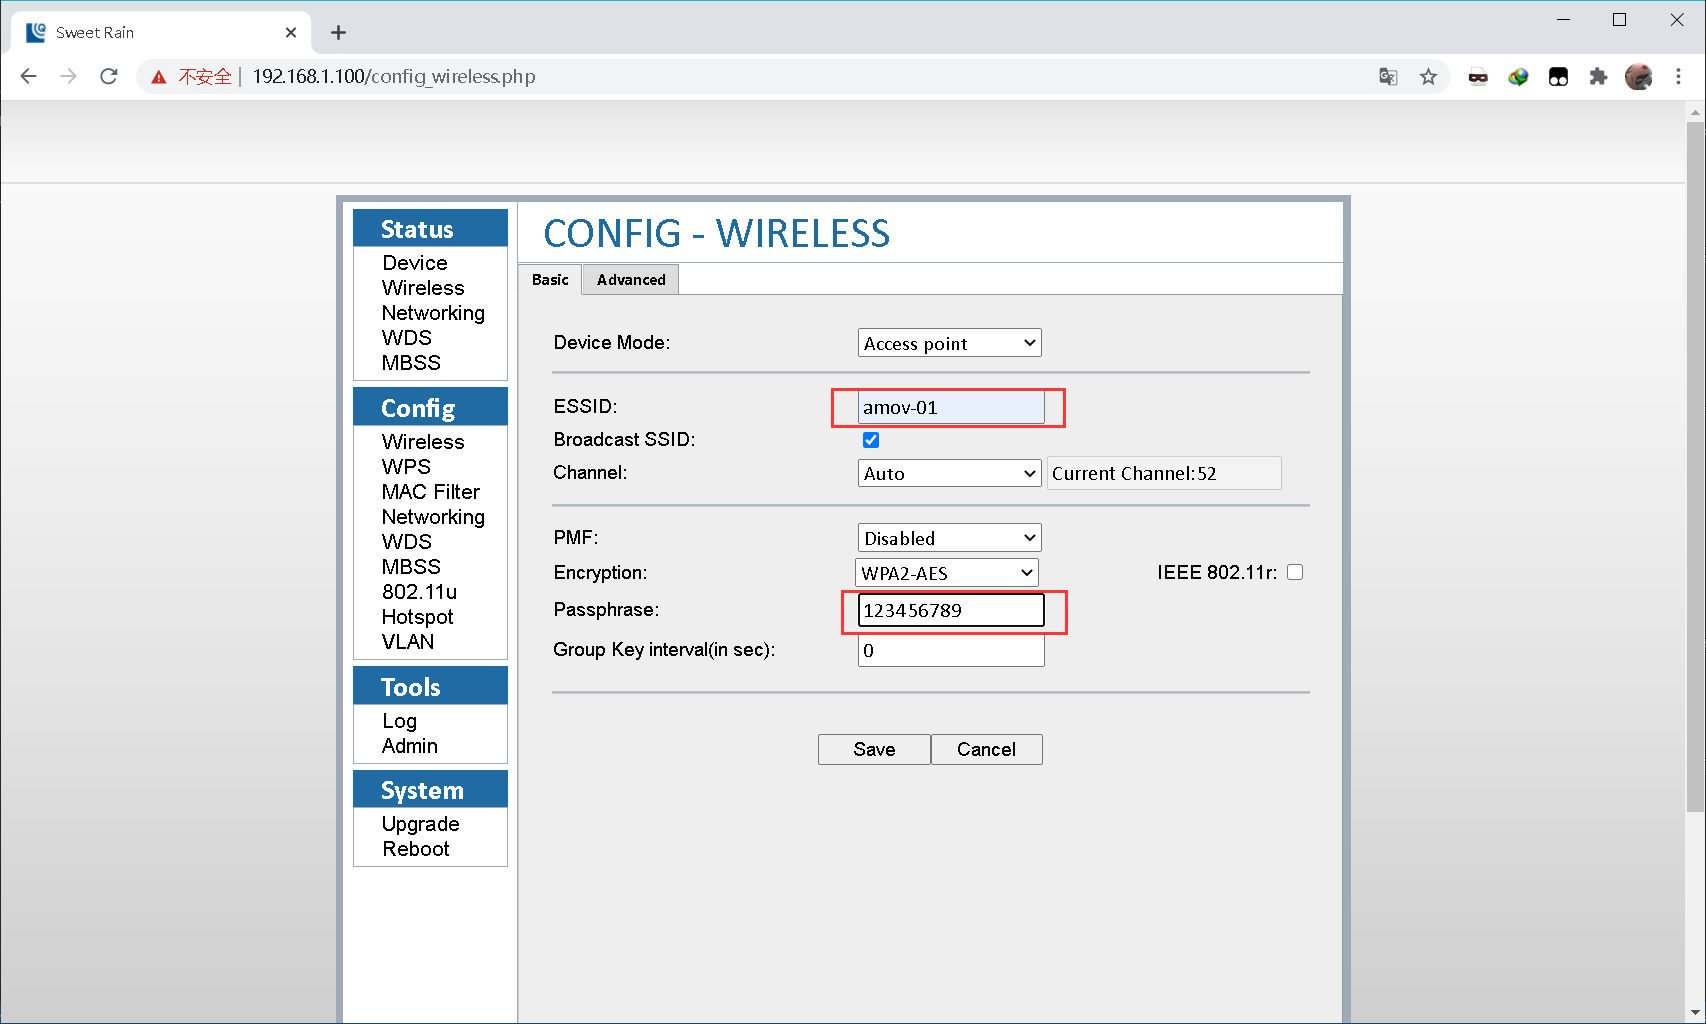 Sweet Rain
不安全 192.168.1.100/config_wireless.php
Status
Device
Wireless
Networking
WDS
MBSS
Config
Wireless
WPS
MAC Filter
Networking
WDS
MBSS
802.11u
Hotspot
VLAN
Tools
Log
Admin
System
Upgrade
Reboot
CONFIG - WIRELESS
Basic Advanced
Device Mode: Access point
ESSID: amov-01
Broadcast SSID:
Channel: Auto Current Channel:52
PMF: Disabled
Encryption: WPA2-AES IEEE 802.11r:
Passphrase: 123456789
Group Key interval(in sec): 0
Save Cancel